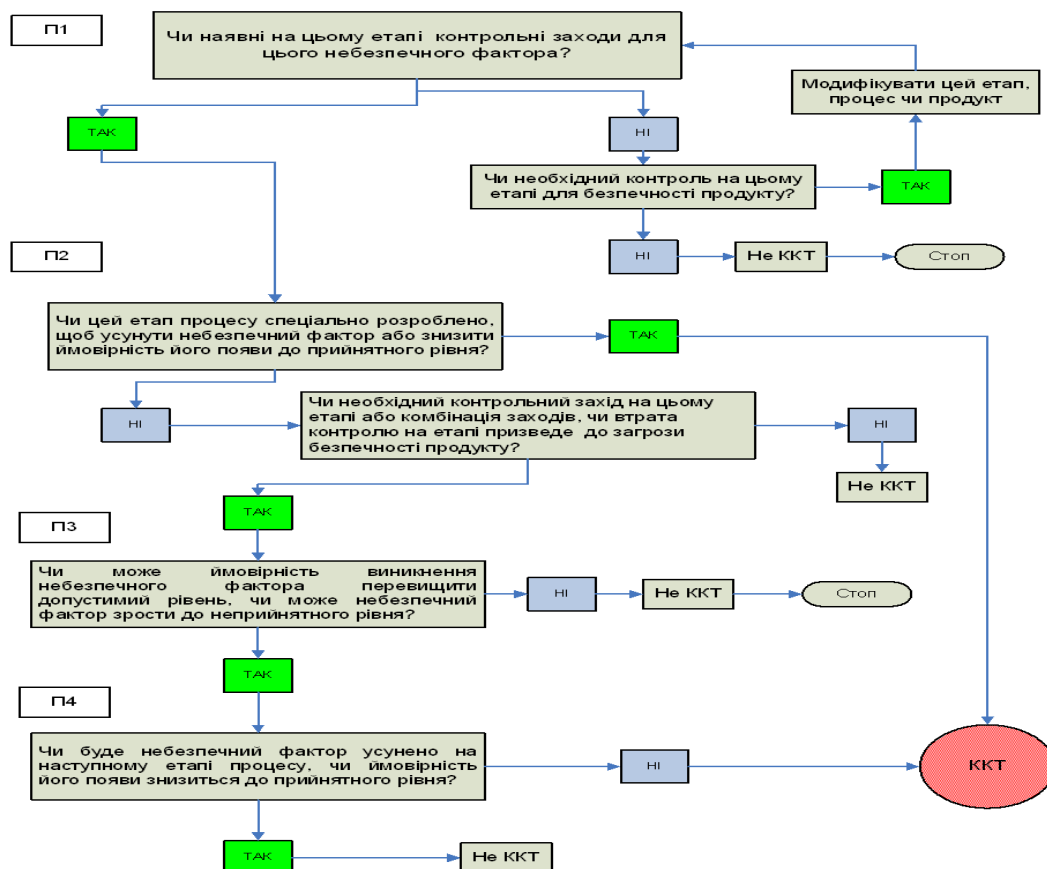 П1
Чи наявні на цьому етапі контрольні заходи для
цього небезпечного фактора?
Модифікувати цей етап,
процес чи продукт
ТАК
НІ
Чи необхідний контроль на цьому
етапі для безпечності продукту?
ТАК
П2
НІ
Не ККТ
Стоп
Чи цей етап процесу спеціально розроблено,
щоб усунути небезпечний фактор або знизити
ймовірність його появи до прийнятного рівня?
ТАК
НІ
Чи необхідний контрольний захід на цьому
етапі або комбінація заходів, чи втрата
контролю на етапі призведе до загрози
безпечності продукту?
НІ
Не ККТ
ТАК
П3
Чи може ймовірність виникнення
небезпечного фактора перевищити
допустимий рівень, чи може небезпечний
фактор зрости до неприйнятного рівня?
НІ
Не ККТ
Стоп
ТАК
П4
Чи буде небезпечний фактор усунено на
наступному етапі процесу, чи ймовірність
його появи знизиться до прийнятного рівня?
НІ
ККТ
ТАК
Не ККТ